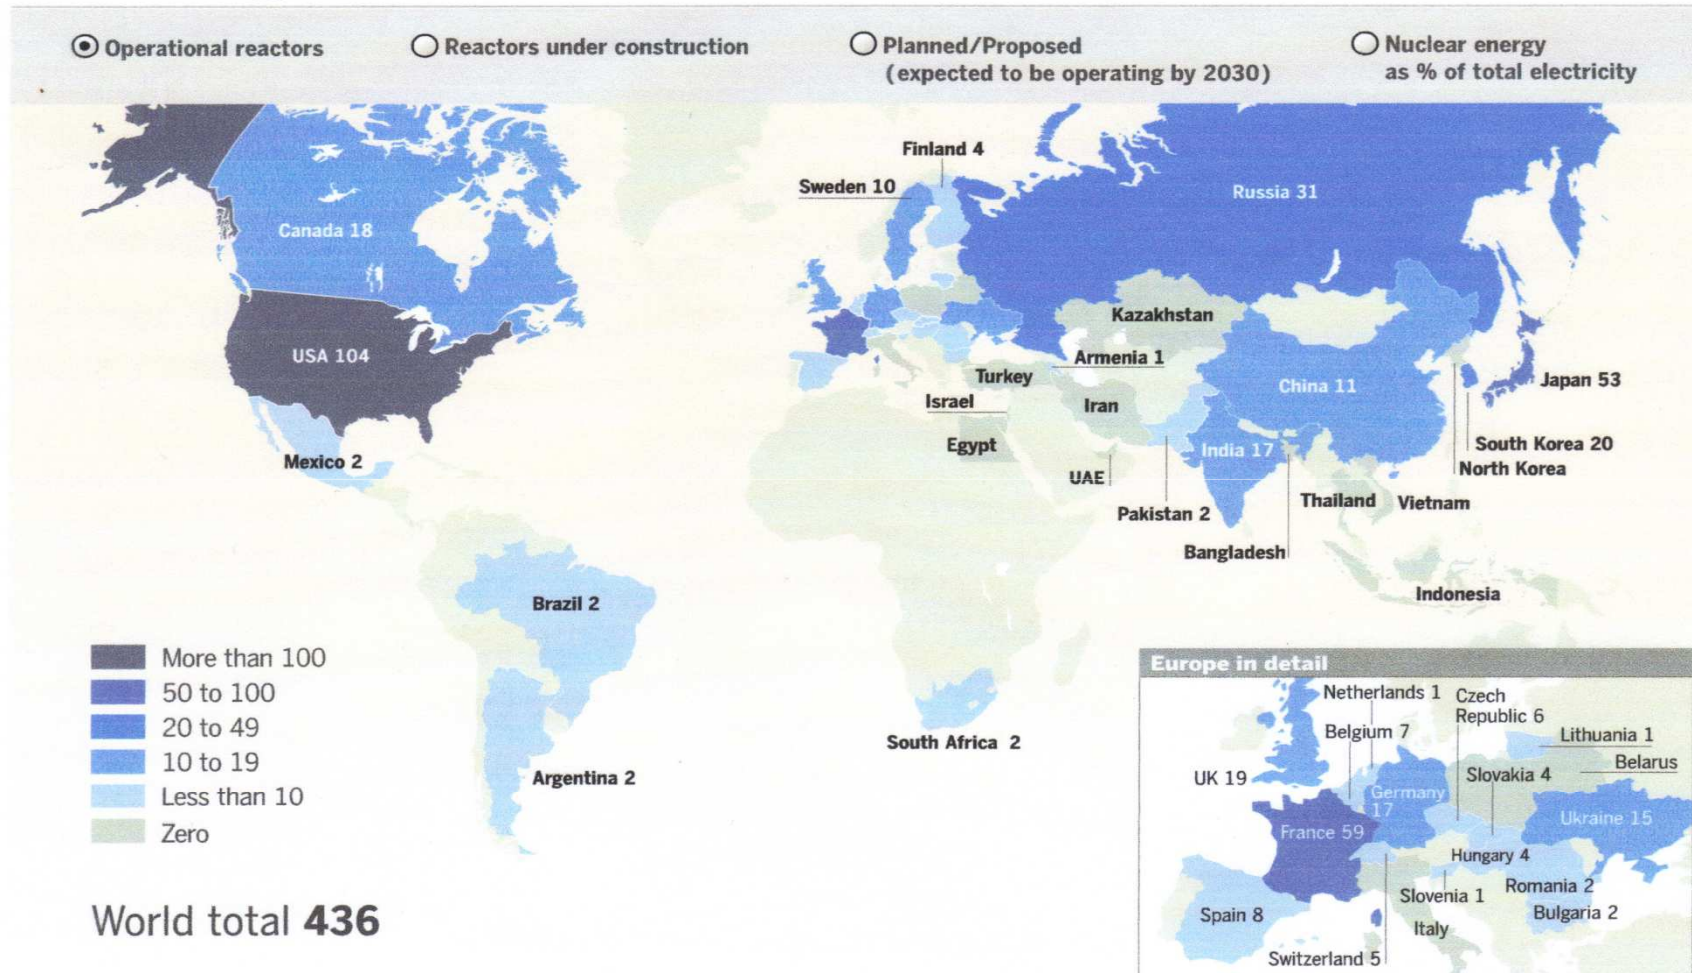 Operational reactors
Reactors under construction
Planned/Proposed
(expected to be operating by 2030)
Nuclear energy
as % of total electricity
Finland 4
Sweden 10
Russia 31
Canada 18
Kazakhstan
USA 104
Armenia 1
Turkey
China 11
Japan 53
Israel
Iran
Egypt
India 17
South Korea 20
North Korea
Mexico 2
UAE
Pakistan 2
Thailand
Vietnam
Bangladesh
Indonesia
Brazil 2
South Africa 2
Argentina 2
More than 100
50 to 100
20 to 49
10 to 19
Less than 10
Zero
World total 436
Europe in detail
Netherlands 1
Czech
Republic 6
Belgium 7
Lithuania 1
Belarus
UK 19
Slovakia 4
Germany
17
France 59
Ukraine 15
Hungary 4
Slovenia 1
Romania 2
Spain 8
Bulgaria 2
Italy
Switzerland 5